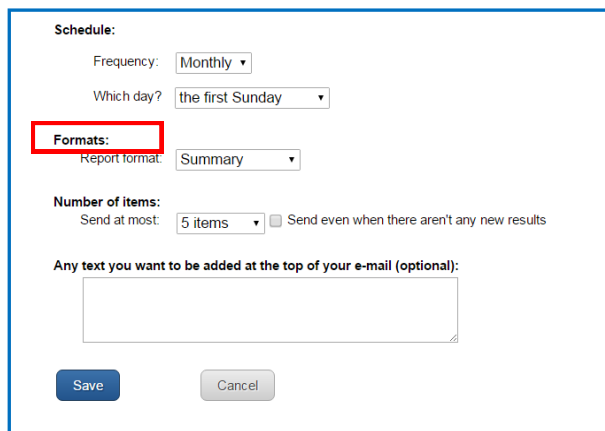 Schedule:
Frequency: Monthly
Which day? the first Sunday
Formats:
Report format: Summary
Number of items:
Send at most: 5 items Send even when there aren't any new results
Any text you want to be added at the top of your e-mail (optional):
Save Cancel